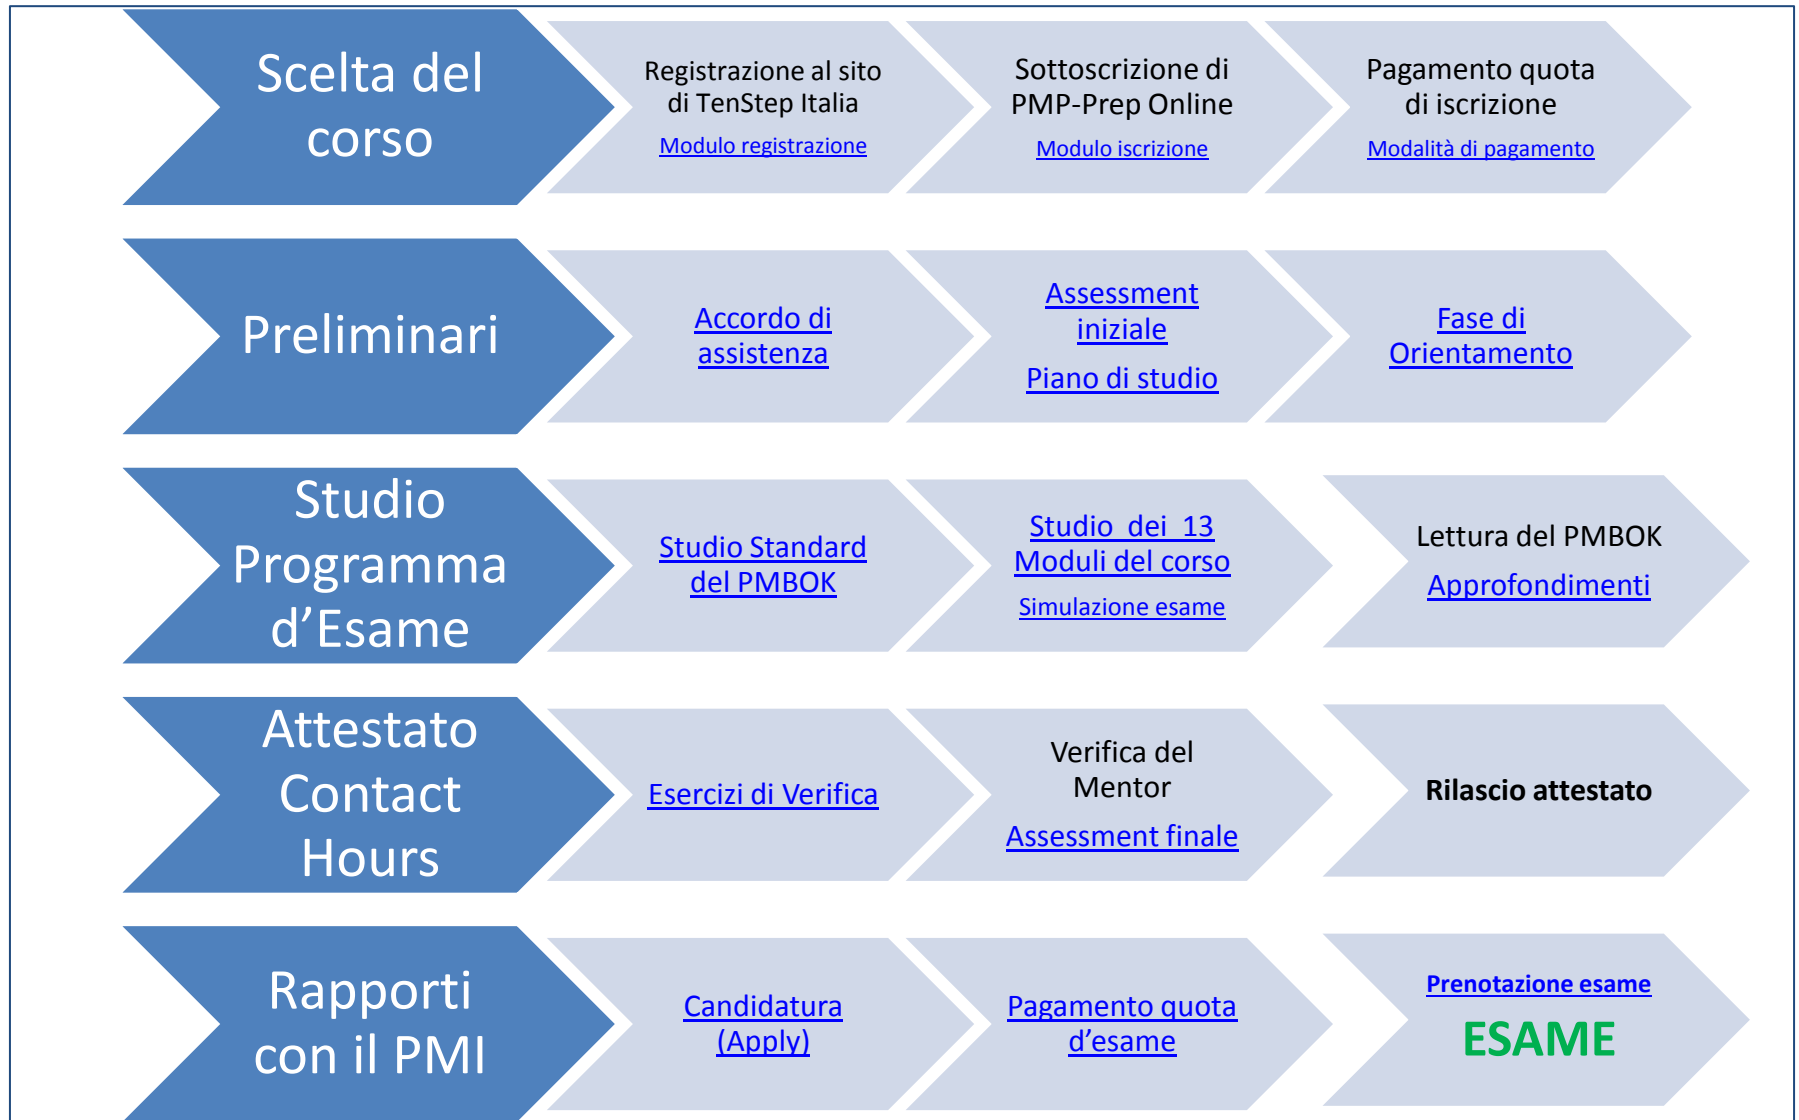 Scelta del
corso
Registrazione al sito
di TenStep Italia
Modulo registrazione
Sottoscrizione di
PMP-Prep Online
Modulo iscrizione
Pagamento quota
di iscrizione
Modalità di pagamento
Preliminari
Accordo di
assistenza
Assessment
iniziale
Piano di studio
Fase di
Orientamento
Studio
Programma
d’Esame
Studio Standard
del PMBOK
Studio dei 13
Moduli del corso
Simulazione esame
Lettura del PMBOK
Approfondimenti
Attestato
Contact
Hours
Esercizi di Verifica
Verifica del
Mentor
Assessment finale
Rilascio attestato
Rapporti
con il PMI
Candidatura
(Apply)
Pagamento quota
d’esame
Prenotazione esame
ESAME